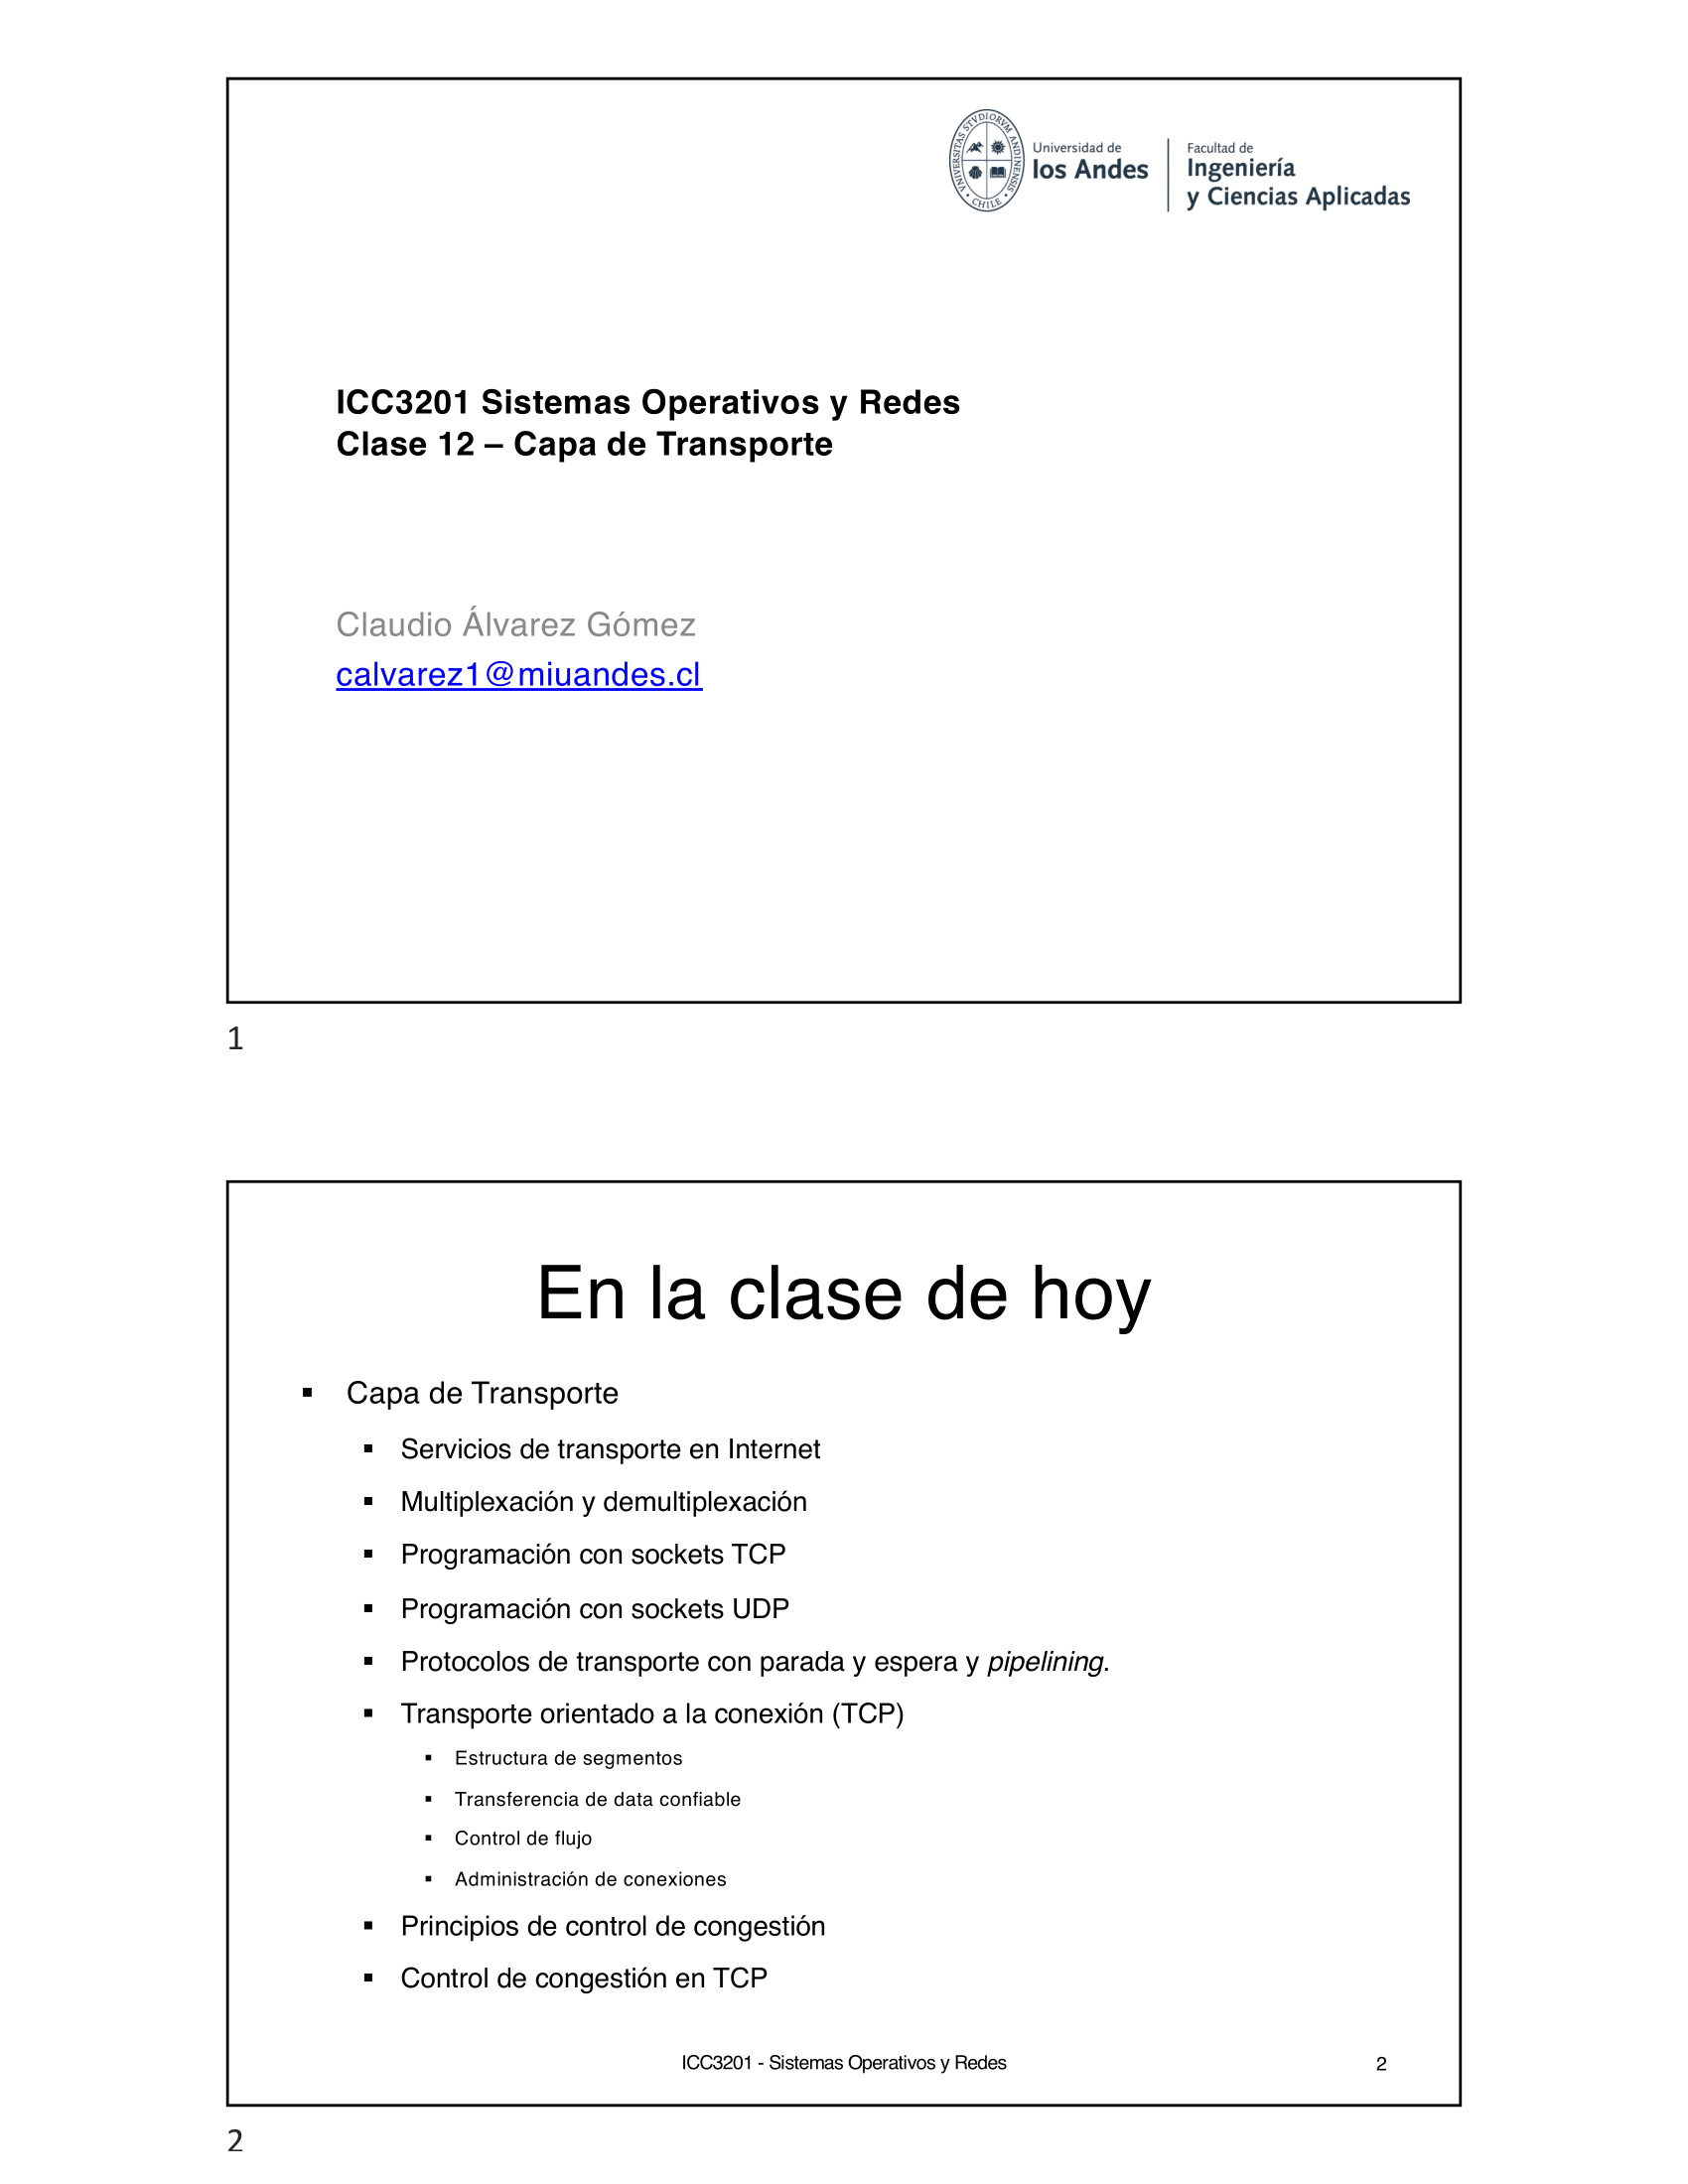 VNIVERSITAS STVDIORVM ANDINENSIS • CHILE •
Universidad de
los Andes
Facultad de
Ingeniería
y Ciencias Aplicadas
ICC3201 Sistemas Operativos y Redes
Clase 12 – Capa de Transporte
Claudio Álvarez Gómez
calvarez1@miuandes.cl
1
En la clase de hoy
▪ Capa de Transporte
▪ Servicios de transporte en Internet
▪ Multiplexación y demultiplexación
▪ Programación con sockets TCP
▪ Programación con sockets UDP
▪ Protocolos de transporte con parada y espera y pipelining.
▪ Transporte orientado a la conexión (TCP)
▪ Estructura de segmentos
▪ Transferencia de data confiable
▪ Control de flujo
▪ Administración de conexiones
▪ Principios de control de congestión
▪ Control de congestión en TCP
ICC3201 - Sistemas Operativos y Redes
2
2